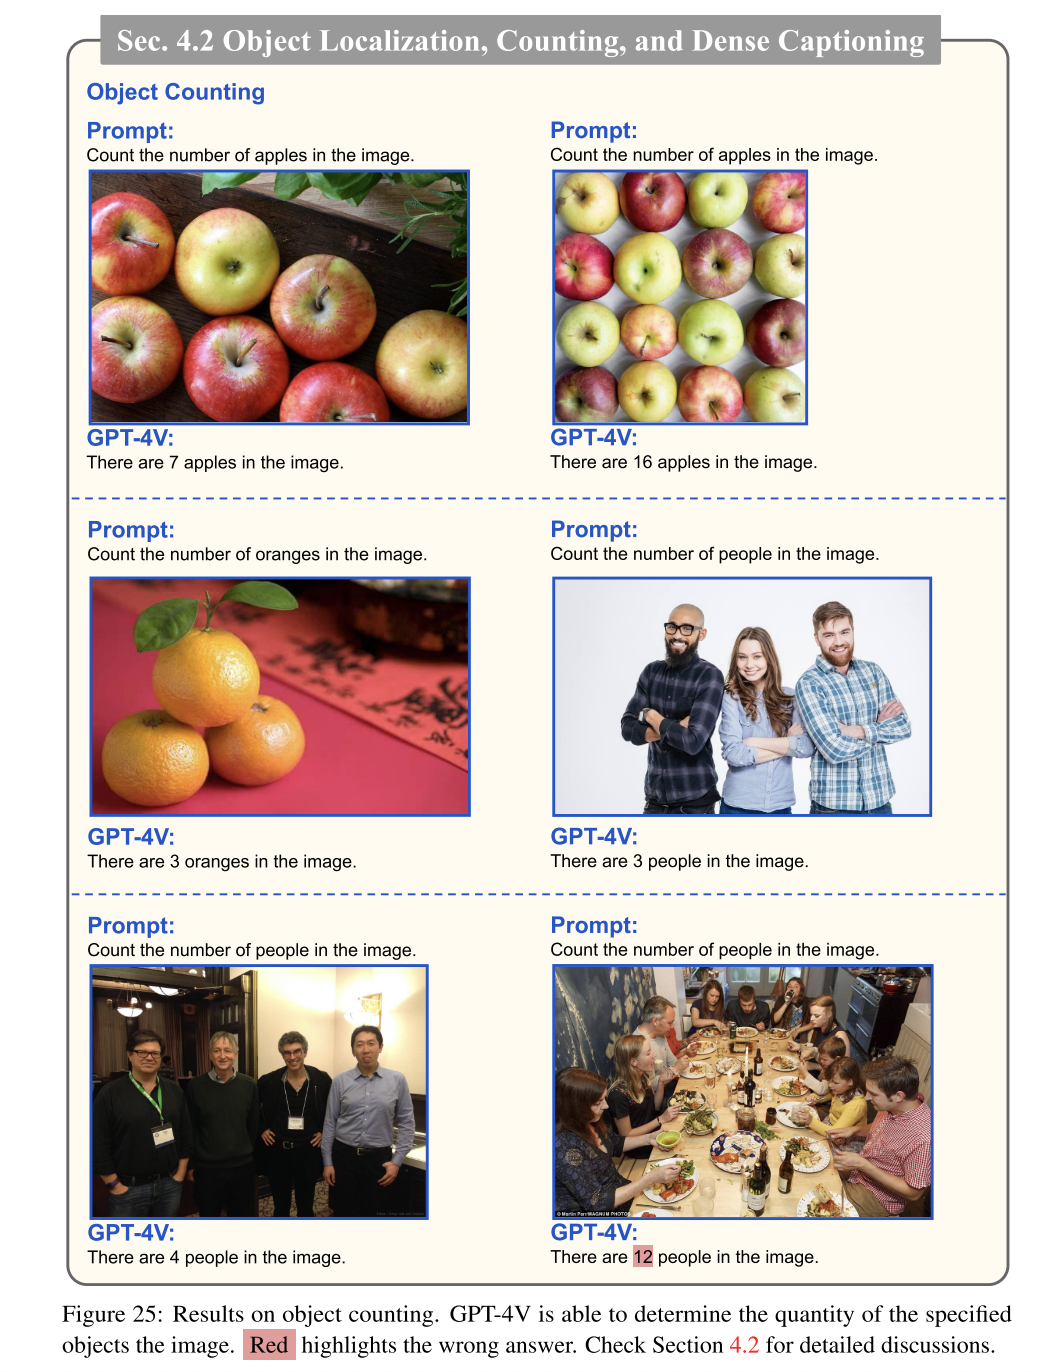 Sec. 4.2 Object Localization, Counting, and Dense Captioning
Object Counting
Prompt:
Count the number of apples in the image.
GPT-4V:
There are 7 apples in the image.
Prompt:
Count the number of apples in the image.
GPT-4V:
There are 16 apples in the image.
Prompt:
Count the number of oranges in the image.
GPT-4V:
There are 3 oranges in the image.
Prompt:
Count the number of people in the image.
GPT-4V:
There are 3 people in the image.
Prompt:
Count the number of people in the image.
GPT-4V:
There are 4 people in the image.
Prompt:
Count the number of people in the image.
© Martin Parr/MAGNUM PHOTOS
GPT-4V:
There are 12 people in the image.
Figure 25: Results on object counting. GPT-4V is able to determine the quantity of the specified
objects the image. Red highlights the wrong answer. Check Section 4.2 for detailed discussions.